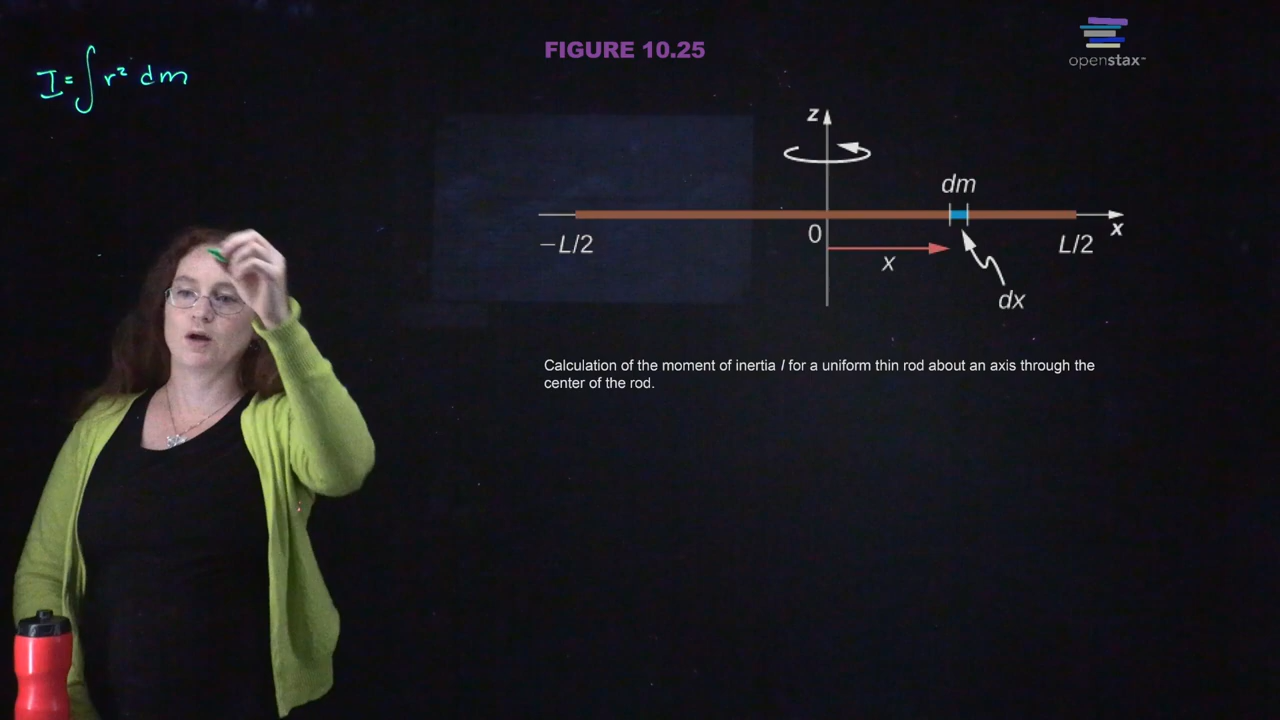 I = ∫ r² dm
FIGURE 10.25
openstax™
z
dm
x
−L/2
0
L/2
x
dx
Calculation of the moment of inertia I for a uniform thin rod about an axis through the
center of the rod.